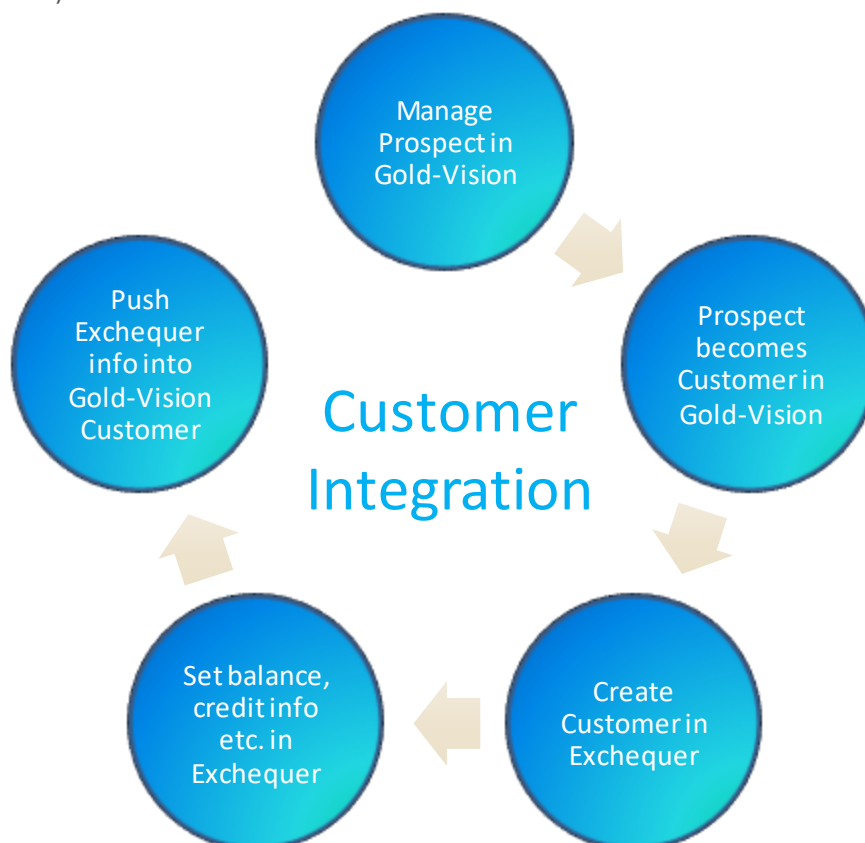 Manage
Prospect in
Gold-Vision
Prospect
becomes
Customer in
Gold-Vision
Create
Customer in
Exchequer
Set balance,
credit info
etc. in
Exchequer
Push
Exchequer
info into
Gold-Vision
Customer
Customer
Integration